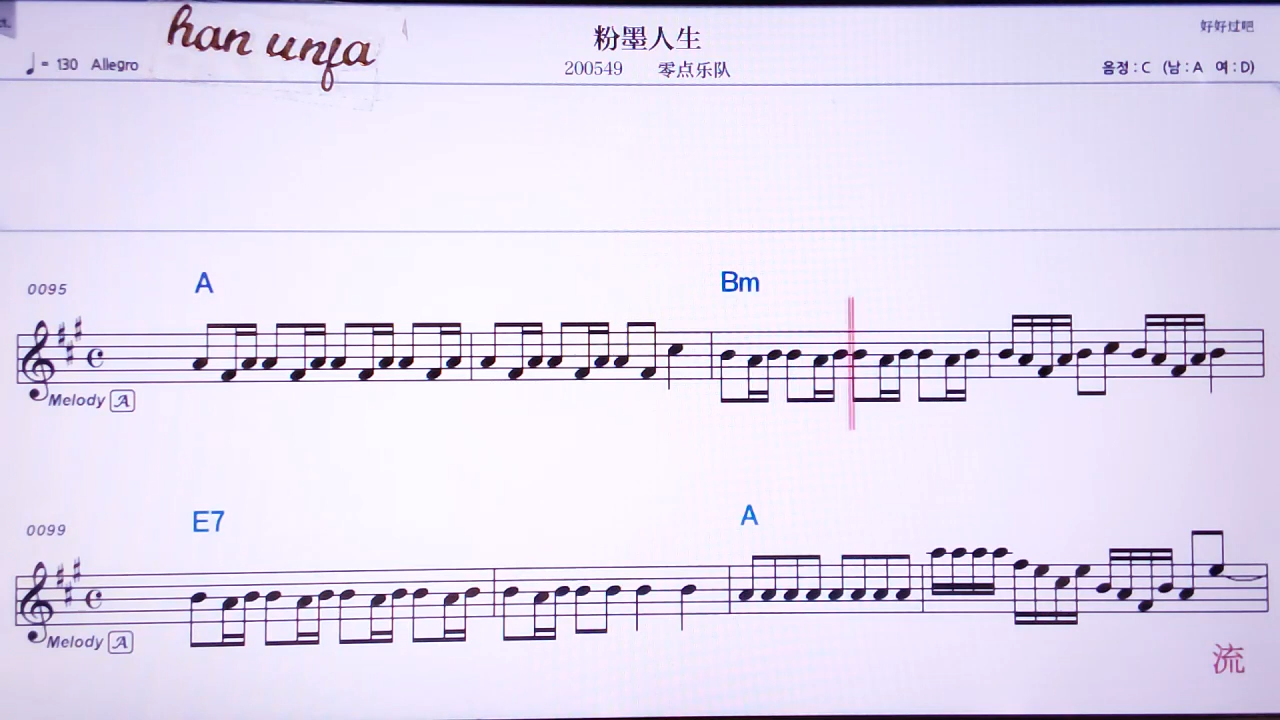 han unfa
粉墨人生
好好过吧
♩= 130 Allegro
200549 零点乐队
음정 : C (남 : A 여 : D)
0095
A
Bm
Melody A
0099
E7
A
Melody A
流